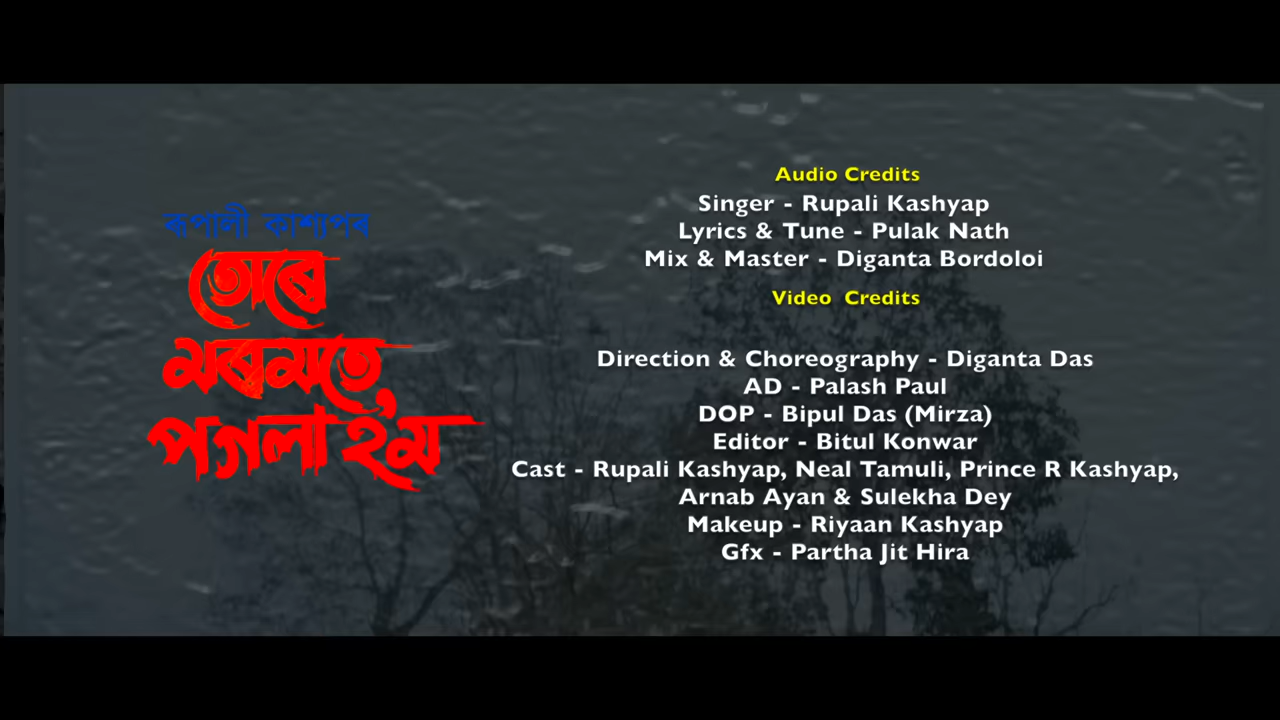 ৰূপালী কাশ্যপৰ
তোৰে
মৰমতে,
পগলা হ'ম
Audio Credits
Singer - Rupali Kashyap
Lyrics & Tune - Pulak Nath
Mix & Master - Diganta Bordoloi
Video Credits
Direction & Choreography - Diganta Das
AD - Palash Paul
DOP - Bipul Das (Mirza)
Editor - Bitul Konwar
Cast - Rupali Kashyap, Neal Tamuli, Prince R Kashyap,
Arnab Ayan & Sulekha Dey
Makeup - Riyaan Kashyap
Gfx - Partha Jit Hira